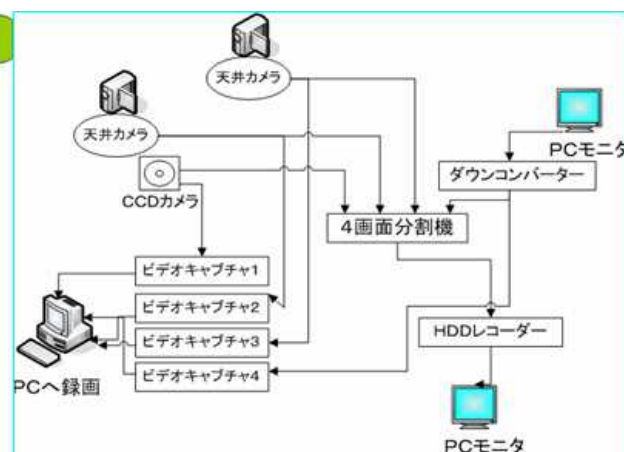 天井カメラ
天井カメラ
PCモニタ
CCDカメラ
ダウンコンバーター
4画面分割機
ビデオキャプチャ1
ビデオキャプチャ2
ビデオキャプチャ3
ビデオキャプチャ4
HDDレコーダー
PCへ録画
PCモニタ